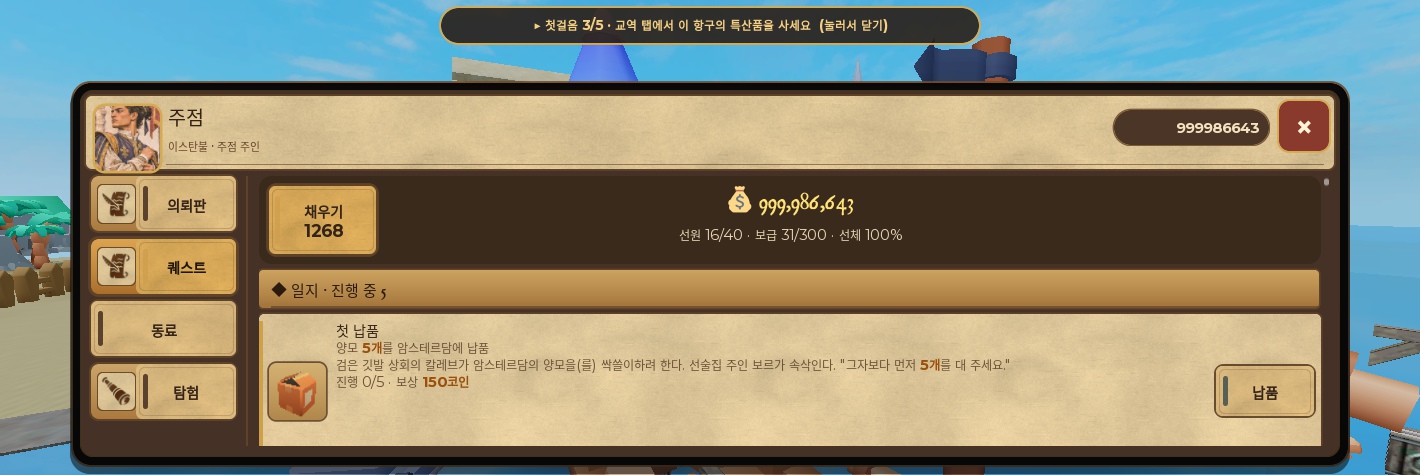 ▸ 첫걸음 3/5 · 교역 탭에서 이 항구의 특산품을 사세요 (눌러서 닫기)
주점
이스탄불 · 주점 주인
999986643
×
의뢰판
퀘스트
동료
탐험
채우기
1268
$ 999,986,643
선원 16/40 · 보급 31/300 · 선체 100%
◆ 일지 · 진행 중 5
첫 납품
양모 5개를 암스테르담에 납품
검은 깃발 상회의 칼레브가 암스테르담의 양모을(를) 싹쓸이하려 한다. 선술집 주인 보르가 속삭인다. "그자보다 먼저 5개를 대 주세요."
진행 0/5 · 보상 150코인
납품